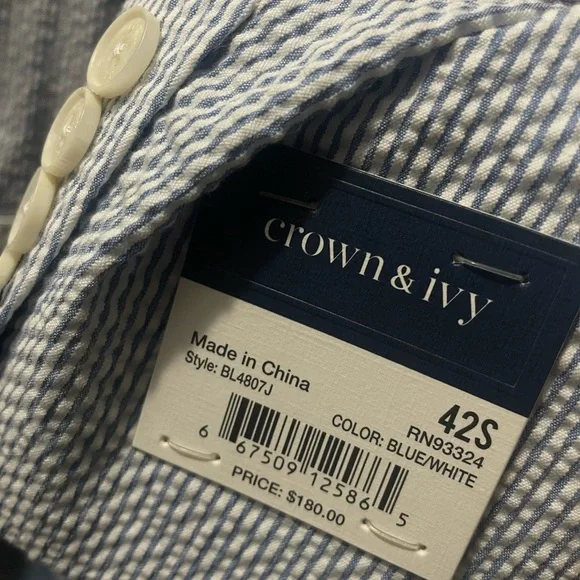 crown & ivy
Made in China
Style: BL4807J
42S
RN93324
COLOR: BLUE/WHITE
6 67509 12586 5
PRICE: $180.00